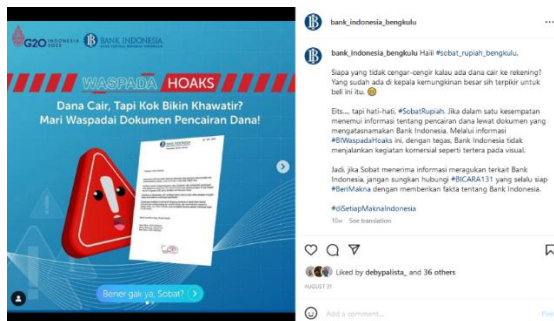 G20 INDONESIA 2022
BANK INDONESIA
WASPADA HOAKS
Dana Cair, Tapi Kok Bikin Khawatir?
Mari Waspadai Dokumen Pencairan Dana!
Bener gak ya, Sobat?
bank_indonesia_bengkulu
bank_indonesia_bengkulu Haiii #sobat_rupiah_bengkulu.
Siapa yang tidak cengar-cengir kalau ada dana cair ke rekening?
Yang sudah ada di kepala kemungkinan besar sih terpikir untuk
beli ini itu.
Eits.... tapi hati-hati, #SobatRupiah. Jika dalam satu kesempatan
menemui informasi tentang pencairan dana lewat dokumen yang
mengatasnamakan Bank Indonesia. Melalui informasi
#BIWaspadaHoaks ini, dengan tegas, Bank Indonesia tidak
menjalankan kegiatan komersial seperti tertera pada visual.
Jadi, jika Sobat menerima informasi meragukan terkait Bank
Indonesia, jangan sungkan hubungi #BICARA131 yang selalu siap
#BeriMakna dengan memberikan fakta tentang Bank Indonesia.
#diSetiapMaknaIndonesia
10w See translation
Liked by debypalista_ and 36 others
AUGUST 21
Add a comment...
Post